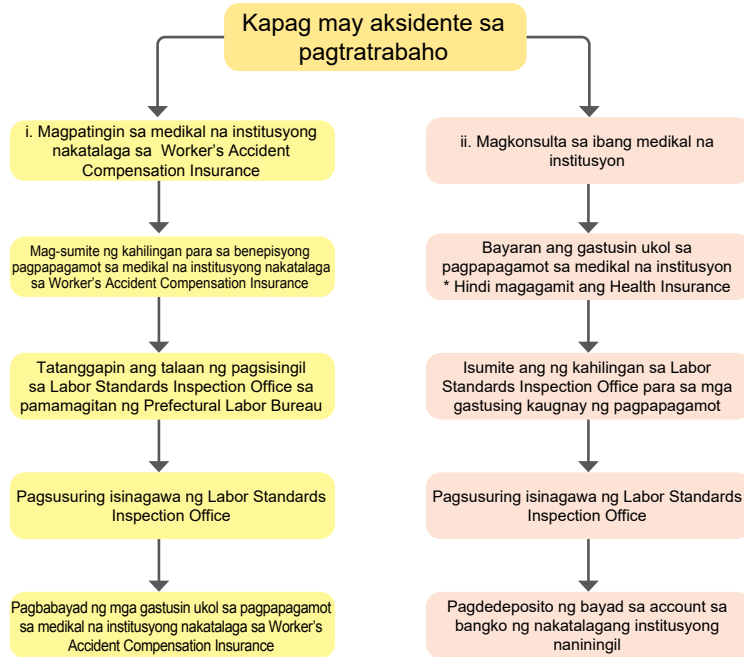 Kapag may aksidente sa
pagtratrabaho
i. Magpatingin sa medikal na institusyong
nakatalaga sa Worker's Accident
Compensation Insurance
Mag-sumite ng kahilingan para sa benepisyong
pagpapagamot sa medikal na institusyong nakatalaga
sa Worker's Accident Compensation Insurance
Tatanggapin ang talaan ng pagsisingil
sa Labor Standards Inspection Office sa
pamamagitan ng Prefectural Labor Bureau
Pagsusuring isinagawa ng Labor Standards
Inspection Office
Pagbabayad ng mga gastusin ukol sa pagpapagamot
sa medikal na institusyong nakatalaga sa Worker's
Accident Compensation Insurance
ii. Magkonsulta sa ibang medikal na
institusyon
Bayaran ang gastusin ukol sa
pagpapagamot sa medikal na institusyon
* Hindi magagamit ang Health Insurance
Isumite ang ng kahilingan sa Labor
Standards Inspection Office para sa mga
gastusing kaugnay ng pagpapagamot
Pagsusuring isinagawa ng Labor Standards
Inspection Office
Pagdedeposito ng bayad sa account sa
bangko ng nakatalagang institusyong
naniningil